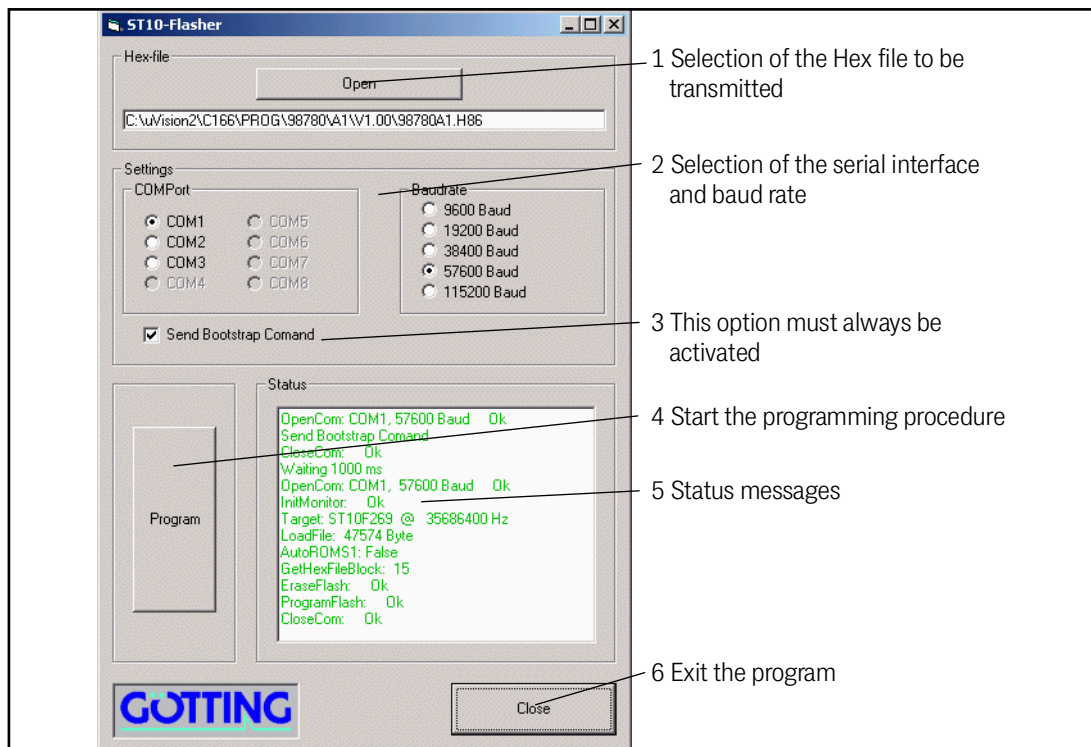 ST10-Flasher
Hex-file
Open
C:\uVision2\C166\PROG\98780\A1\V1.00\98780A1.H86
Settings
COMPort
COM1
COM2
COM3
COM4
COM5
COM6
COM7
COM8
Baudrate
9600 Baud
19200 Baud
38400 Baud
57600 Baud
115200 Baud
Send Bootstrap Comand
Program
Status
OpenCom: COM1, 57600 Baud Ok
Send Bootstrap Comand
CloseCom: Ok
Waiting 1000 ms
OpenCom: COM1, 57600 Baud Ok
InitMonitor: Ok
Target: ST10F269 @ 35686400 Hz
LoadFile: 47574 Byte
AutoROMS1: False
GetHexFileBlock: 15
EraseFlash: Ok
ProgramFlash: Ok
CloseCom: Ok
GÖTTING
Close
1 Selection of the Hex file to be
transmitted
2 Selection of the serial interface
and baud rate
3 This option must always be
activated
4 Start the programming procedure
5 Status messages
6 Exit the program